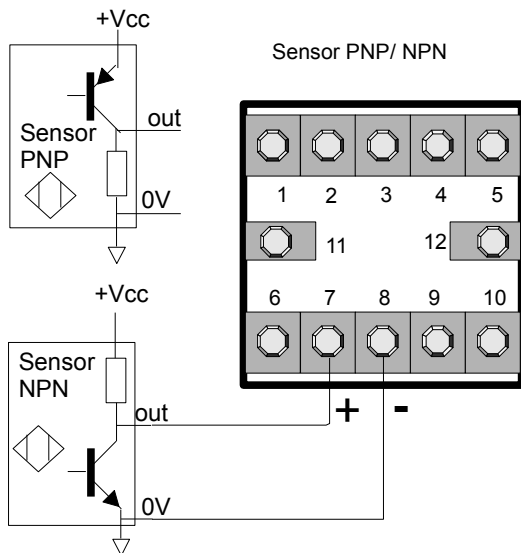 +Vcc
Sensor PNP/ NPN
out
Sensor
PNP
0V
1 2 3 4 5
11 12
6 7 8 9 10
+Vcc
Sensor
NPN
out
+ -
0V